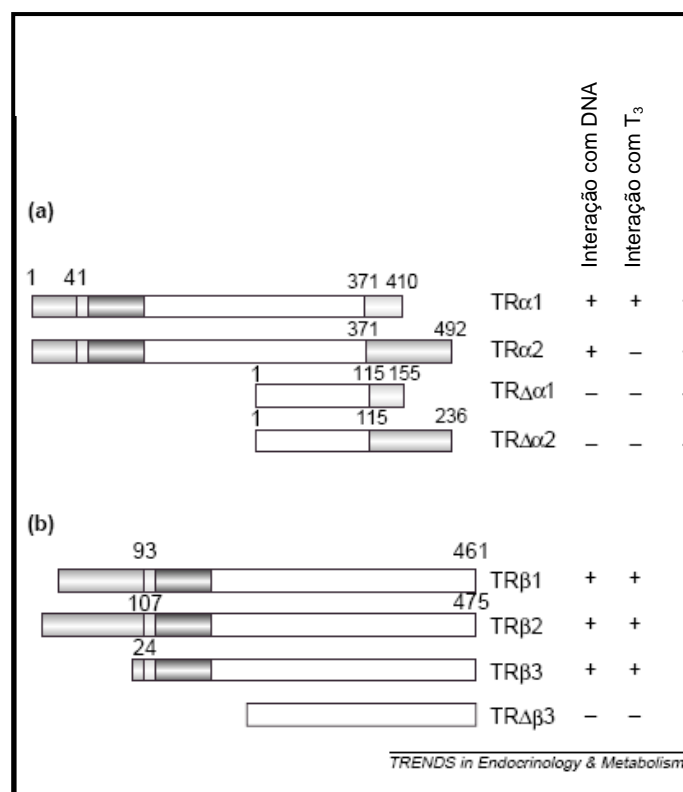 Interação com DNA
Interação com T₃
(a)
1 41 371 410
TRα1 + +
371 492
TRα2 + –
1 115 155
TRΔα1 – –
1 115 236
TRΔα2 – –
(b)
93 461
TRβ1 + +
107 475
TRβ2 + +
24
TRβ3 + +
TRΔβ3 – –
TRENDS in Endocrinology & Metabolism